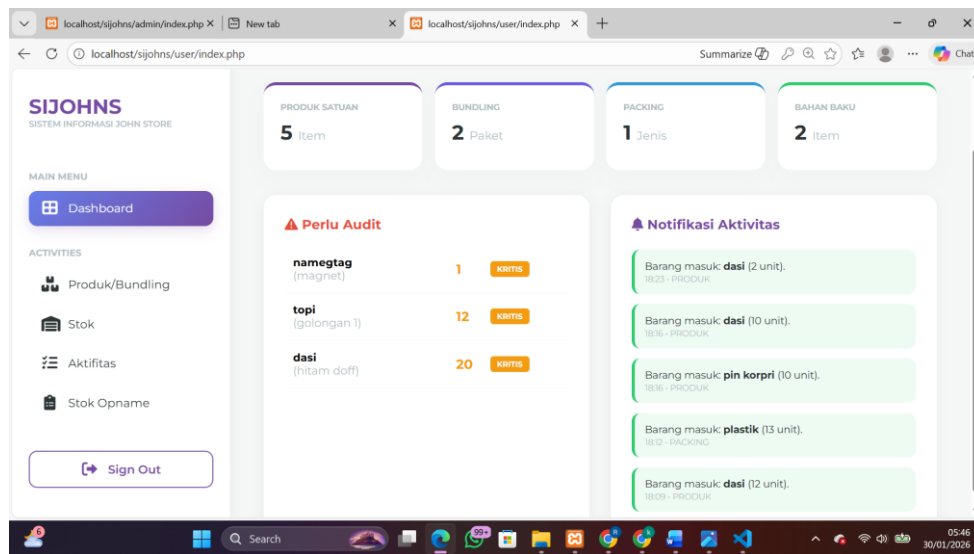 localhost/sijohns/admin/index.php
New tab
localhost/sijohns/user/index.php
localhost/sijohns/user/index.php
Summarize
Chat
SIJOHNS
SISTEM INFORMASI JOHN STORE
MAIN MENU
Dashboard
ACTIVITIES
Produk/Bundling
Stok
Aktifitas
Stok Opname
Sign Out
PRODUK SATUAN
5 Item
BUNDLING
2 Paket
PACKING
1 Jenis
BAHAN BAKU
2 Item
Perlu Audit
namegtag
(magnet)
1 KRITIS
topi
(golongan 1)
12 KRITIS
dasi
(hitam doff)
20 KRITIS
Notifikasi Aktivitas
Barang masuk: dasi (2 unit).
18:23 - PRODUK
Barang masuk: dasi (10 unit).
18:16 - PRODUK
Barang masuk: pin korpri (10 unit).
18:16 - PRODUK
Barang masuk: plastik (13 unit).
18:12 - PACKING
Barang masuk: dasi (12 unit).
18:09 - PRODUK
6
Search
99+
05:46
30/01/2026